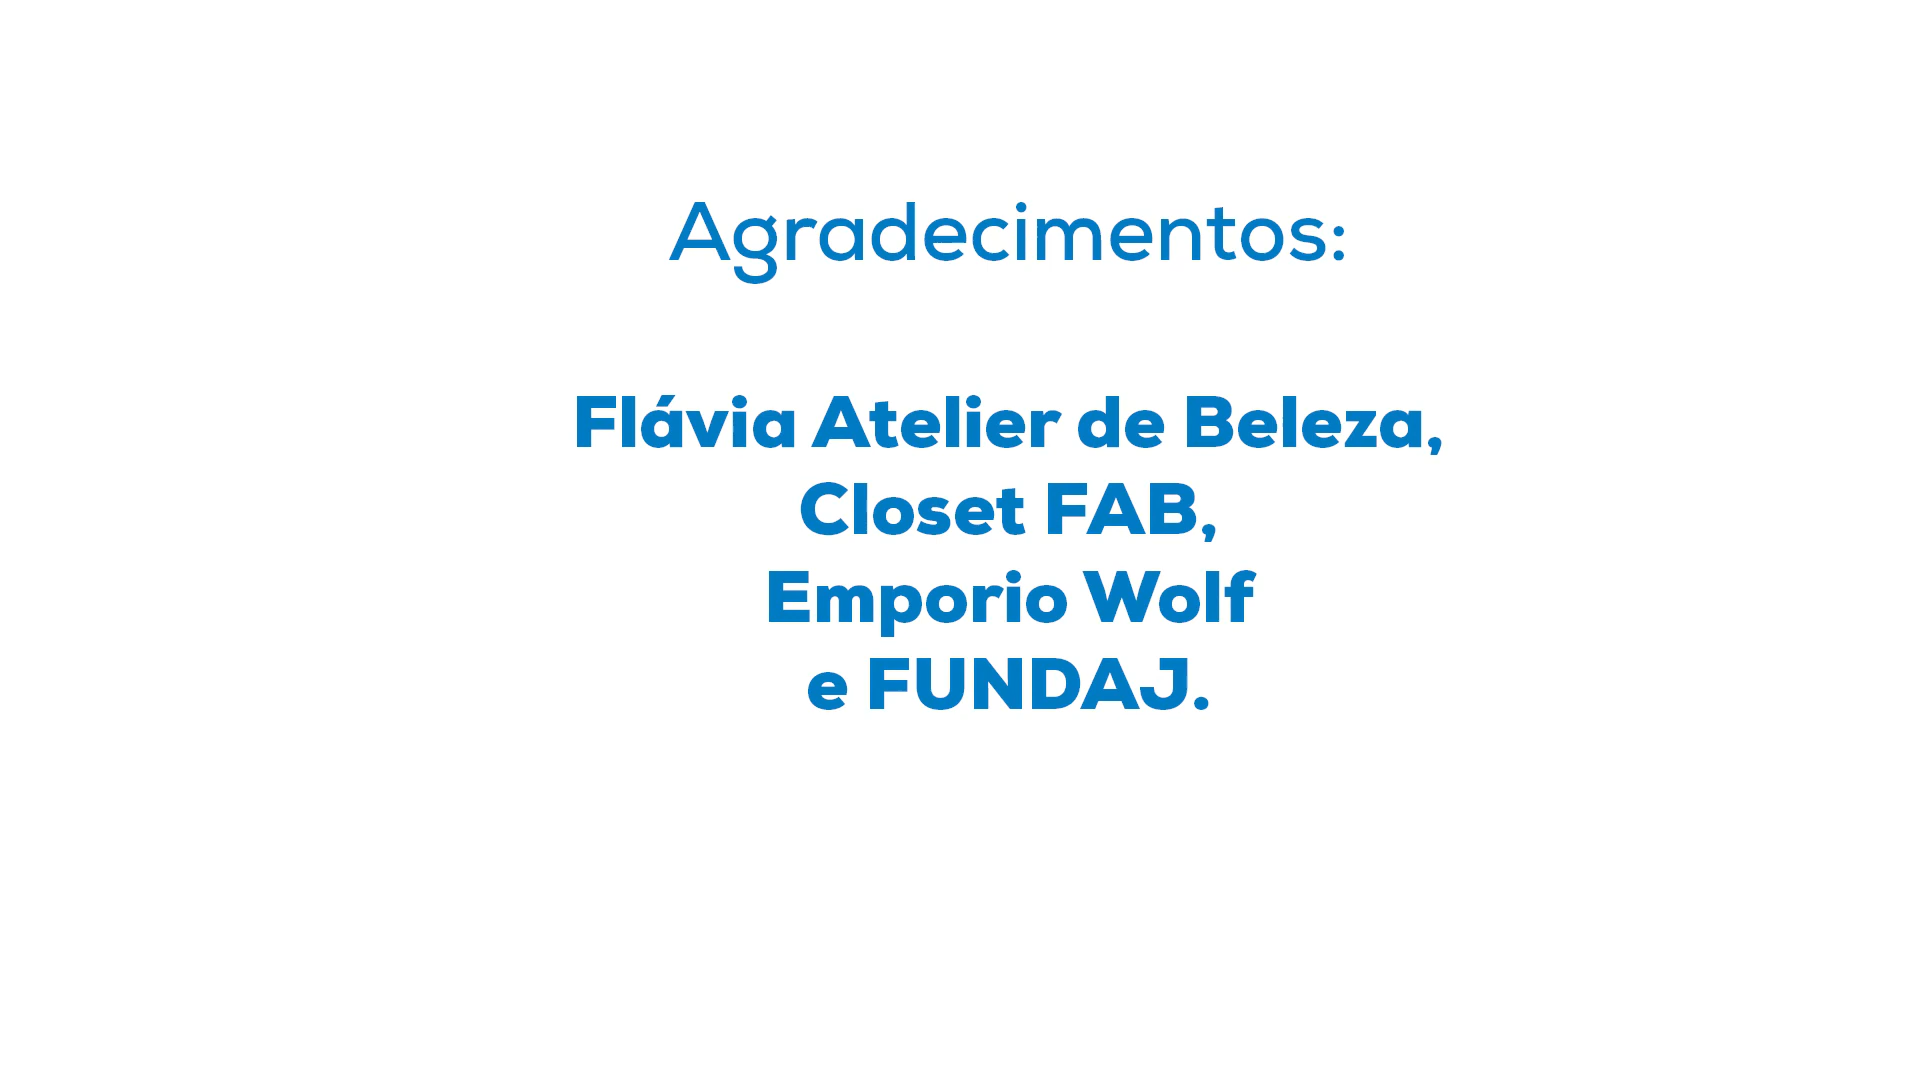 Agradecimentos:
Flávia Atelier de Beleza,
Closet FAB,
Emporio Wolf
e FUNDAJ.